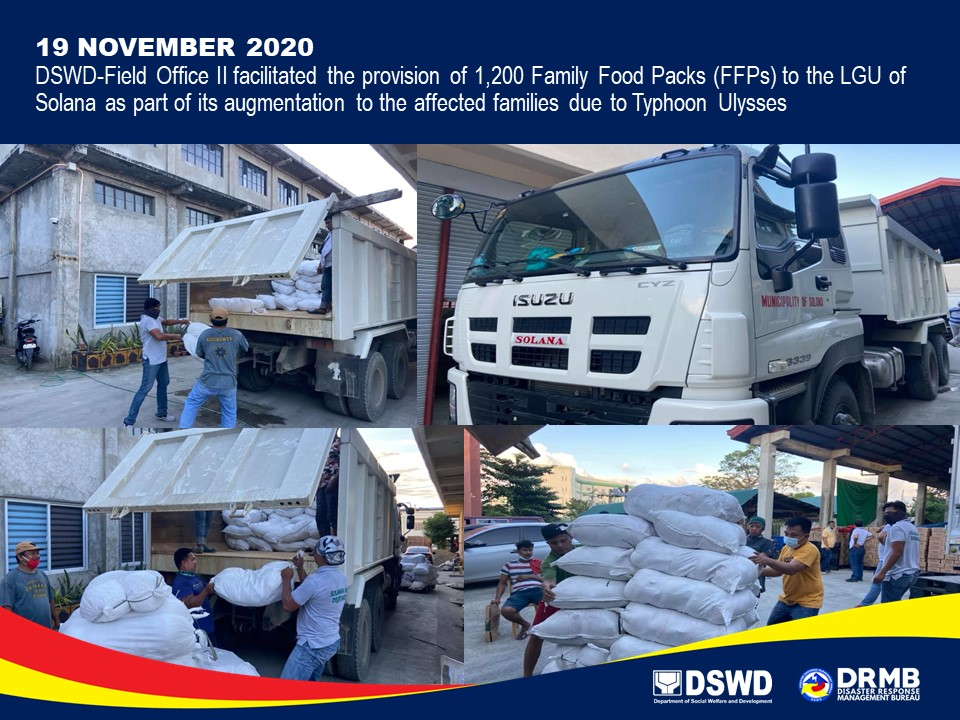 19 NOVEMBER 2020
DSWD-Field Office II facilitated the provision of 1,200 Family Food Packs (FFPs) to the LGU of
Solana as part of its augmentation to the affected families due to Typhoon Ulysses
ISUZU
CYZ
SOLANA
MUNICIPALITY OF SOLANA
DSWD
Department of Social Welfare and Development
DRMB
DISASTER RESPONSE
MANAGEMENT BUREAU